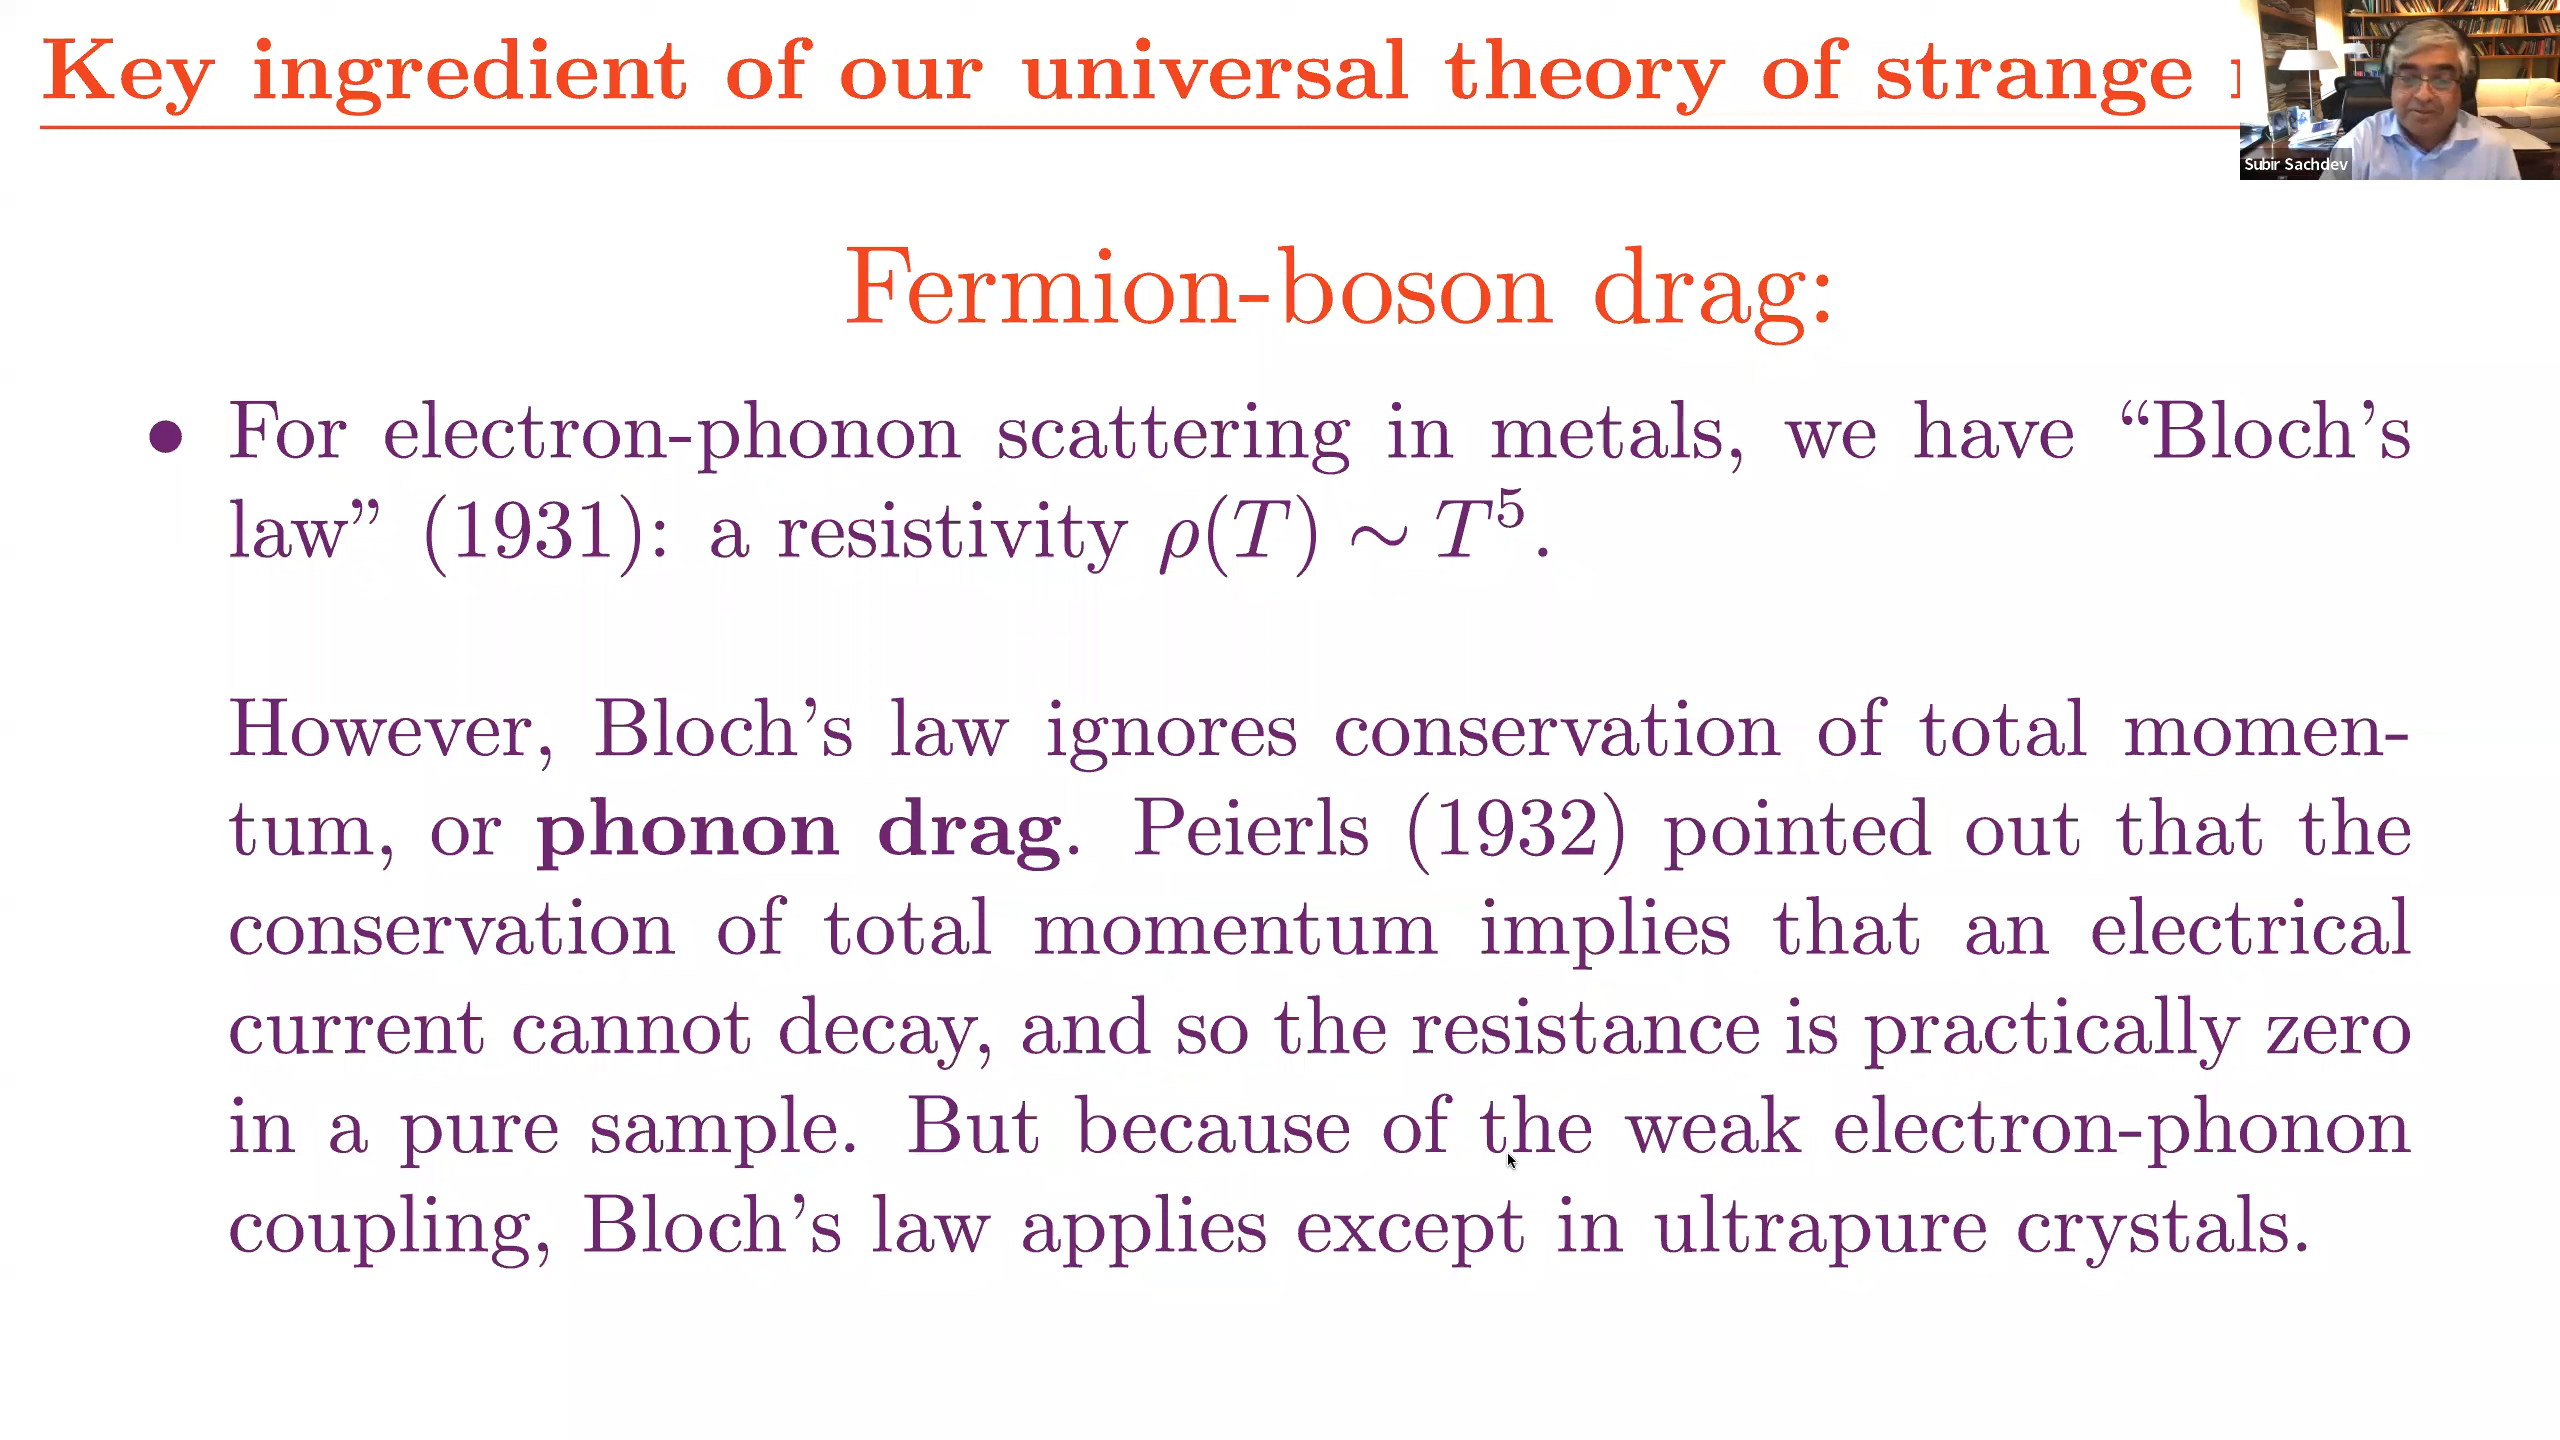 Key ingredient of our universal theory of strange
Subir Sachdev
Fermion-boson drag:
• For electron-phonon scattering in metals, we have “Bloch’s
law” (1931): a resistivity ρ(T) ∼ T⁵.
However, Bloch’s law ignores conservation of total momen-
tum, or phonon drag. Peierls (1932) pointed out that the
conservation of total momentum implies that an electrical
current cannot decay, and so the resistance is practically zero
in a pure sample. But because of the weak electron-phonon
coupling, Bloch’s law applies except in ultrapure crystals.